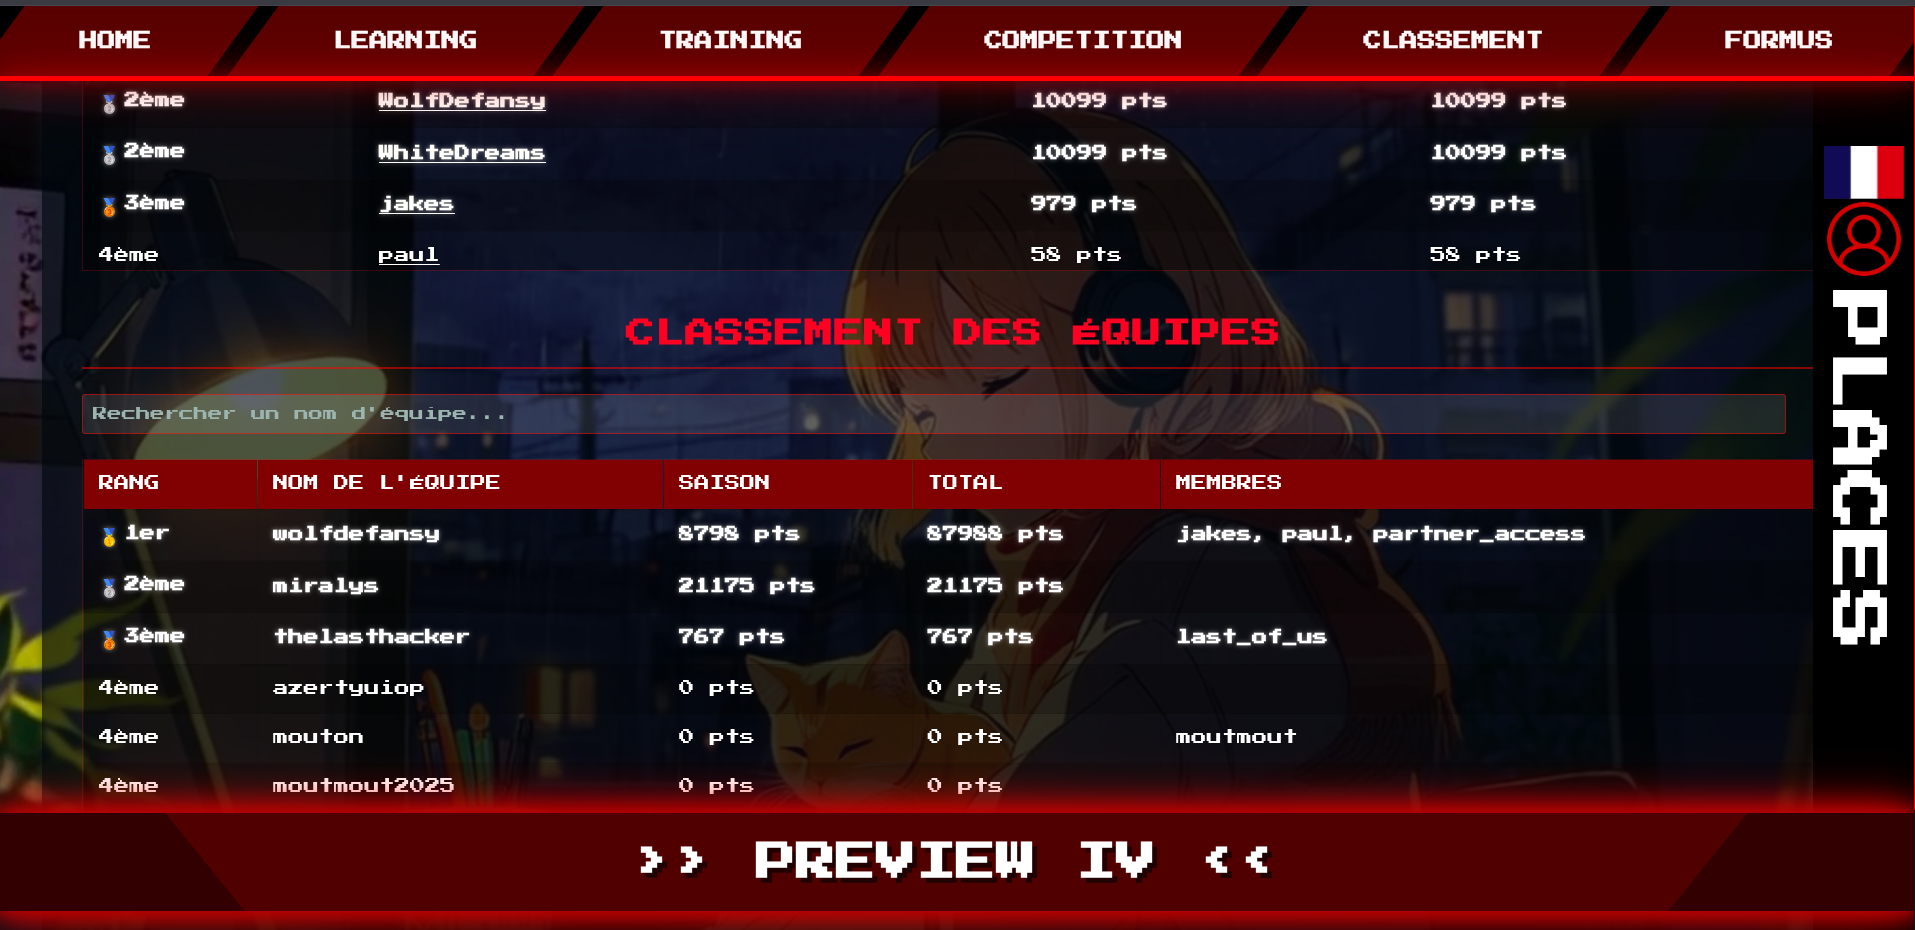 HOME LEARNING TRAINING COMPETITION CLASSEMENT FORMUS
2ème WolfDefansy 10099 pts 10099 pts
2ème WhiteDreams 10099 pts 10099 pts
3ème jakes 979 pts 979 pts
4ème paul 58 pts 58 pts
CLASSEMENT DES éQUIPES
Rechercher un nom d'équipe...
RANG NOM DE L'éQUIPE SAISON TOTAL MEMBRES
1er wolfdefansy 8798 pts 87988 pts jakes, paul, partner_access
2ème miralys 21175 pts 21175 pts
3ème thelasthacker 767 pts 767 pts last_of_us
4ème azertyuiop 0 pts 0 pts
4ème mouton 0 pts 0 pts moutmout
4ème moutmout2025 0 pts 0 pts
PLACES
>> PREVIEW IV <<